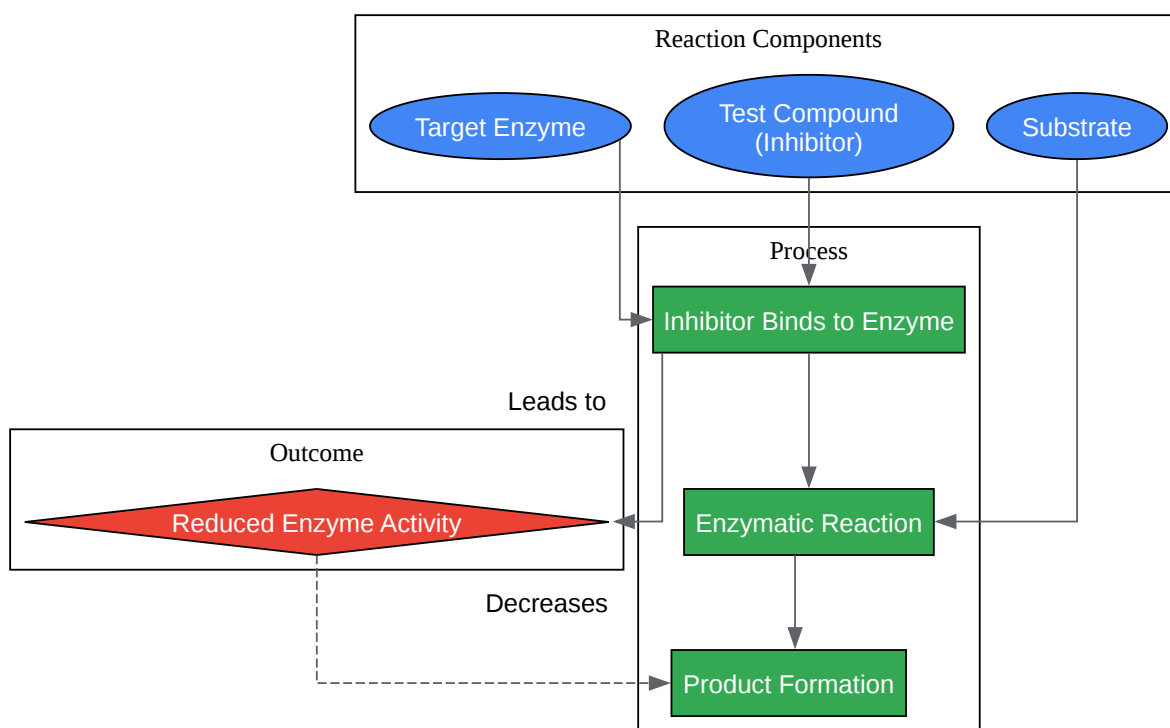 Reaction Components
Target Enzyme
Test Compound
(Inhibitor)
Substrate
Process
Inhibitor Binds to Enzyme
Leads to
Outcome
Reduced Enzyme Activity
Enzymatic Reaction
Decreases
Product Formation